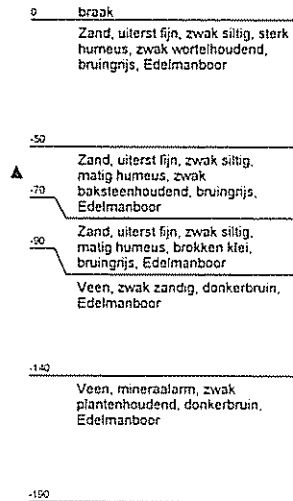 0 braak
Zand, uiterst fijn, zwak siltig, sterk
humeus, zwak wortelhoudend,
bruingrijs, Edelmanboor
-50
Zand, uiterst fijn, zwak siltig,
matig humeus, zwak
baksteenhoudend, bruingrijs,
Edelmanboor
-70
Zand, uiterst fijn, zwak siltig,
matig humeus, brokken klei,
bruingrijs, Edelmanboor
-90
Veen, zwak zandig, donkerbruin,
Edelmanboor
-140
Veen, mineraalarm, zwak
plantenhoudend, donkerbruin,
Edelmanboor
-190